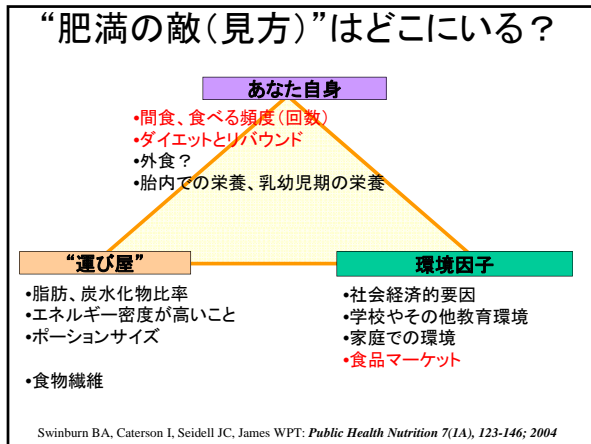 “肥満の敵(見方)”はどこにいる?
あなた自身
•間食、食べる頻度(回数)
•ダイエットとリバウンド
•外食?
•胎内での栄養、乳幼児期の栄養
“運び屋”
•脂肪、炭水化物比率
•エネルギー密度が高いこと
•ポーションサイズ
•食物繊維
環境因子
•社会経済的要因
•学校やその他教育環境
•家庭での環境
•食品マーケット
Swinburn BA, Caterson I, Seidell JC, James WPT: Public Health Nutrition 7(1A), 123-146; 2004